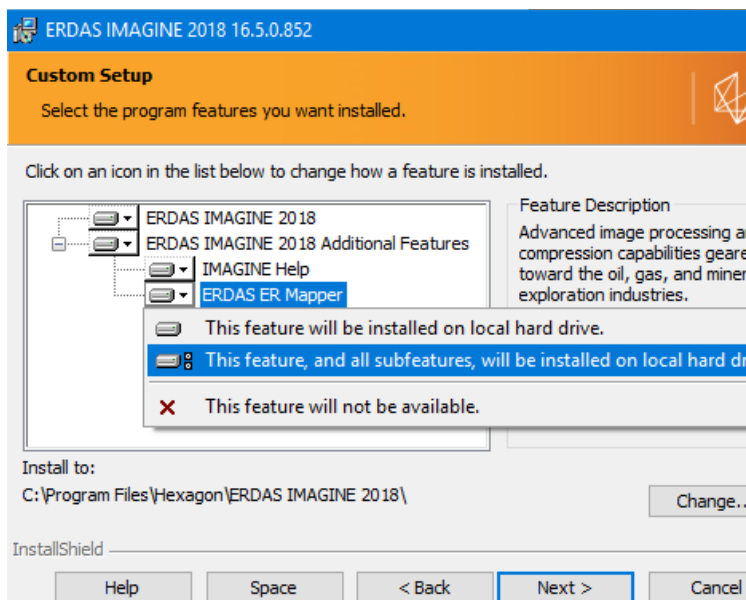 ERDAS IMAGINE 2018 16.5.0.852
Custom Setup
Select the program features you want installed.
Click on an icon in the list below to change how a feature is installed.
ERDAS IMAGINE 2018
ERDAS IMAGINE 2018 Additional Features
IMAGINE Help
ERDAS ER Mapper
Feature Description
Advanced image processing a
compression capabilities geare
toward the oil, gas, and miner
exploration industries.
This feature will be installed on local hard drive.
This feature, and all subfeatures, will be installed on local hard dr
This feature will not be available.
Install to:
C:\Program Files\Hexagon\ERDAS IMAGINE 2018\
Change..
InstallShield
Help
Space
< Back
Next >
Cancel